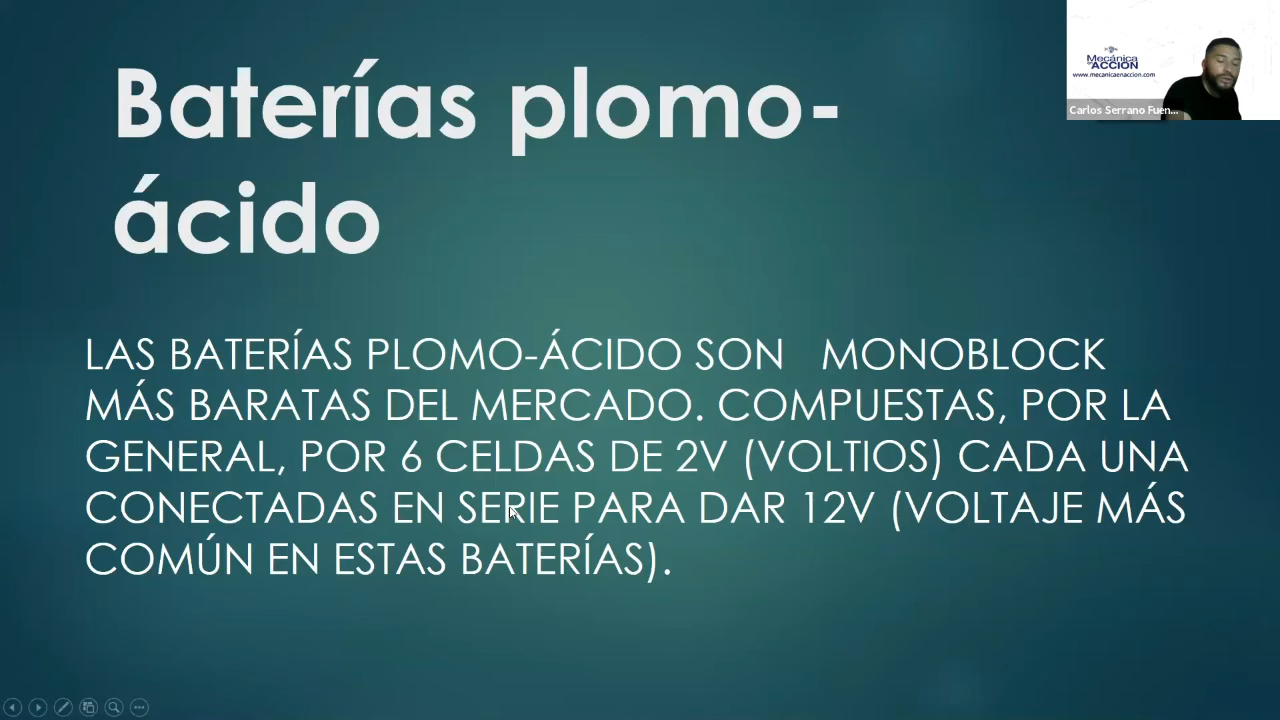 Baterías plomo-
ácido
LAS BATERÍAS PLOMO-ÁCIDO SON MONOBLOCK
MÁS BARATAS DEL MERCADO. COMPUESTAS, POR LA
GENERAL, POR 6 CELDAS DE 2V (VOLTIOS) CADA UNA
CONECTADAS EN SERIE PARA DAR 12V (VOLTAJE MÁS
COMÚN EN ESTAS BATERÍAS).
Mecánica
ACCIÓN
www.mecanicaenaccion.com
Carlos Serrano Fuen...